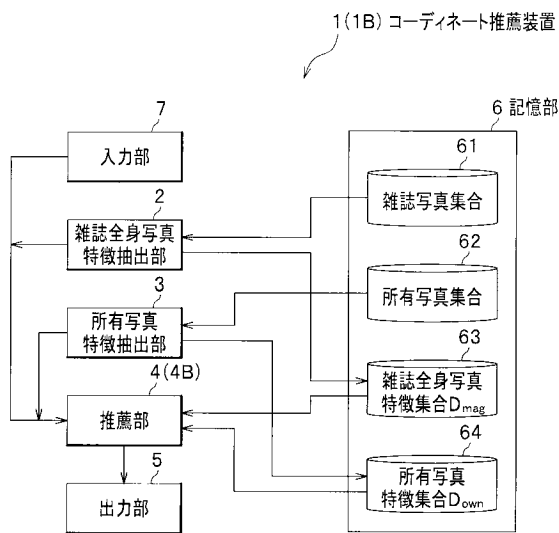 1(1B) コーディネート推薦装置
6 記憶部
7
入力部
61
雑誌写真集合
2
雑誌全身写真
特徴抽出部
62
所有写真集合
3
所有写真
特徴抽出部
63
雑誌全身写真
特徴集合Dmag
4(4B)
推薦部
64
所有写真
特徴集合Down
5
出力部